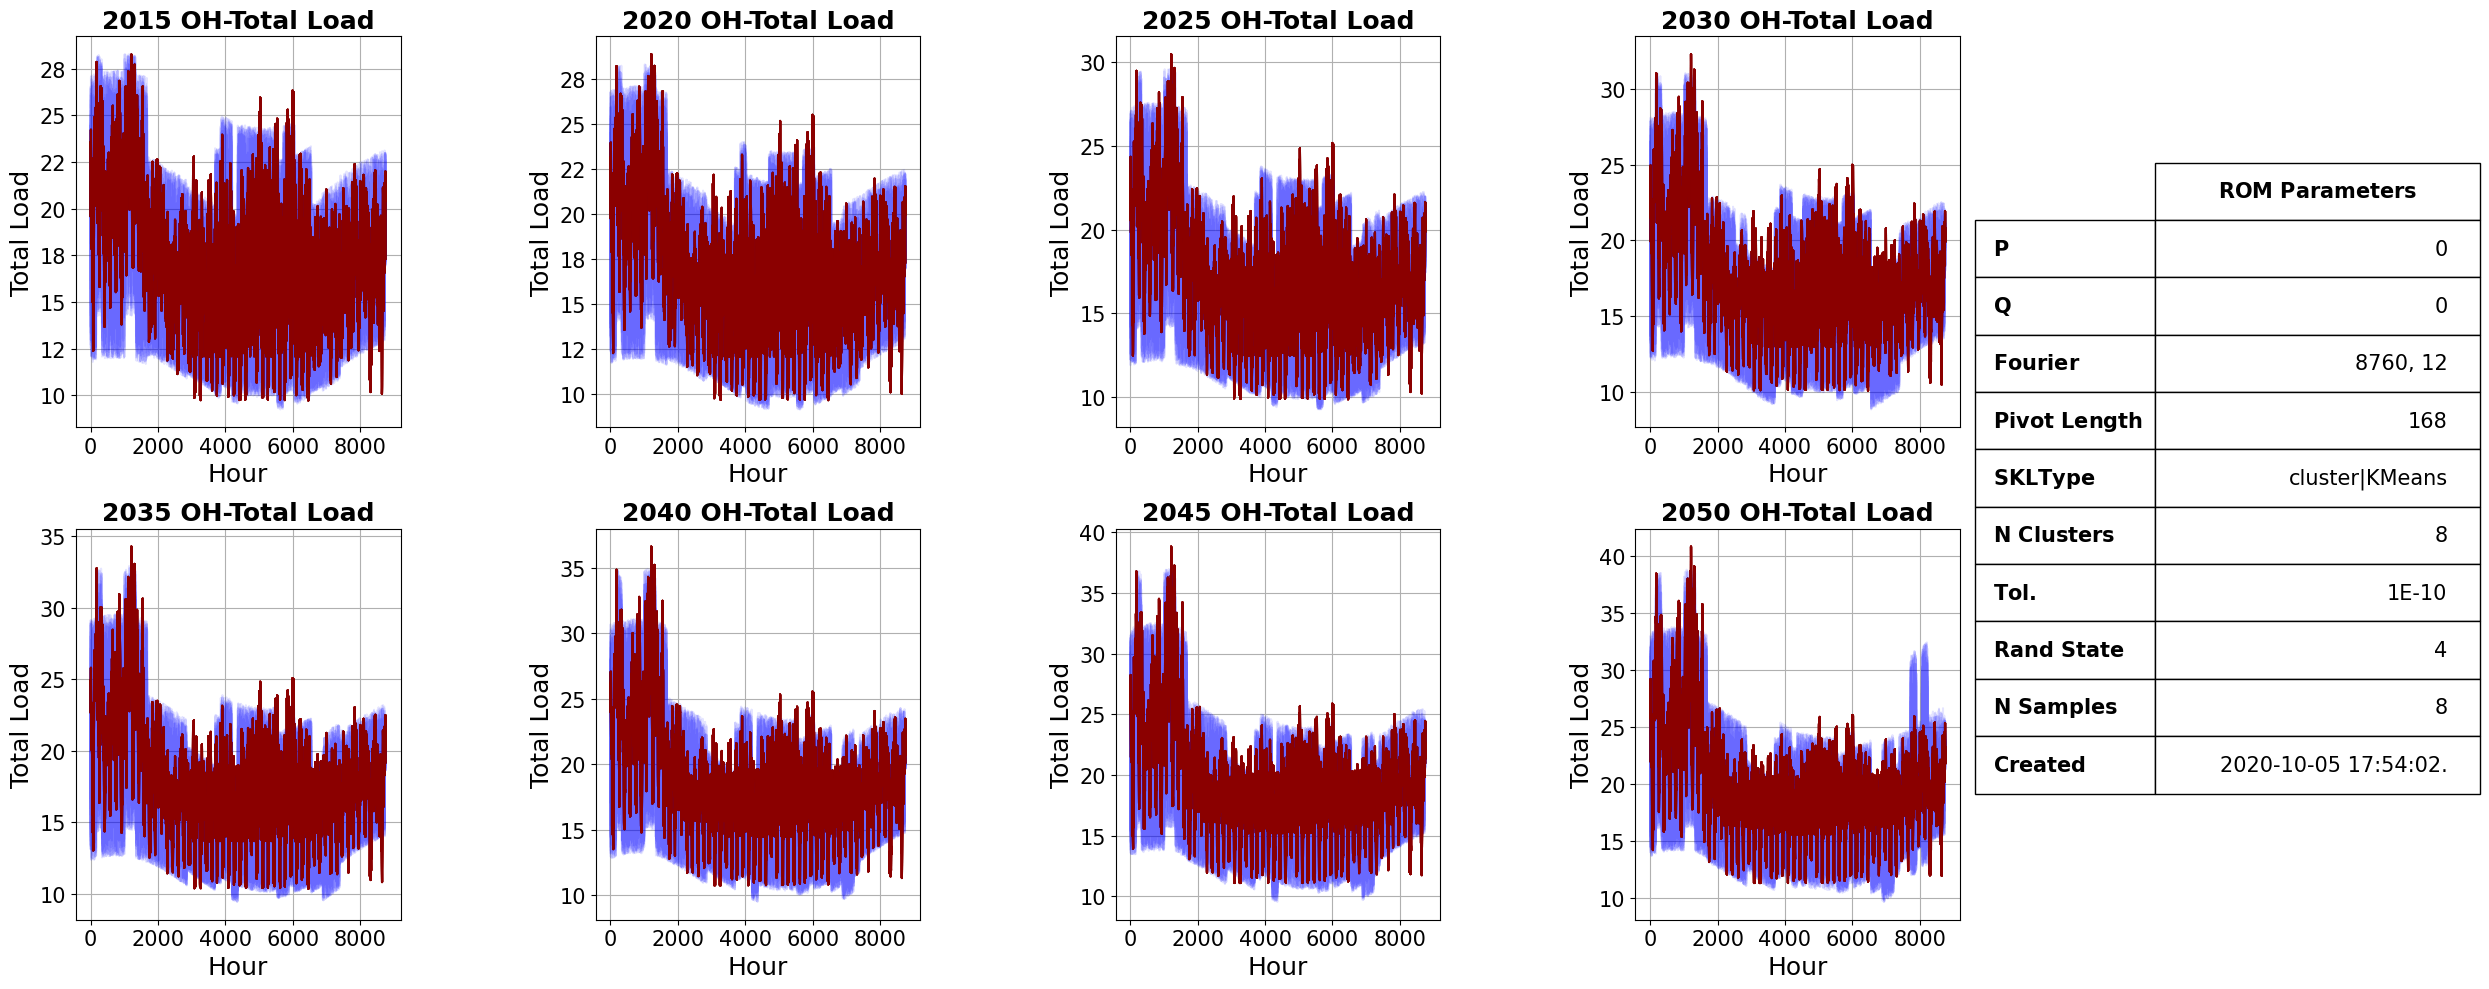 2015 OH-Total Load
Total Load
28
25
22
20
18
15
12
10
0 2000 4000 6000 8000
Hour
2020 OH-Total Load
Total Load
28
25
22
20
18
15
12
10
0 2000 4000 6000 8000
Hour
2025 OH-Total Load
Total Load
30
25
20
15
10
0 2000 4000 6000 8000
Hour
2030 OH-Total Load
Total Load
30
25
20
15
10
0 2000 4000 6000 8000
Hour
2035 OH-Total Load
Total Load
35
30
25
20
15
10
0 2000 4000 6000 8000
Hour
2040 OH-Total Load
Total Load
35
30
25
20
15
10
0 2000 4000 6000 8000
Hour
2045 OH-Total Load
Total Load
40
35
30
25
20
15
10
0 2000 4000 6000 8000
Hour
2050 OH-Total Load
Total Load
40
35
30
25
20
15
10
0 2000 4000 6000 8000
Hour
ROM Parameters
P 0
Q 0
Fourier 8760, 12
Pivot Length 168
SKLType cluster|KMeans
N Clusters 8
Tol. 1E-10
Rand State 4
N Samples 8
Created 2020-10-05 17:54:02.